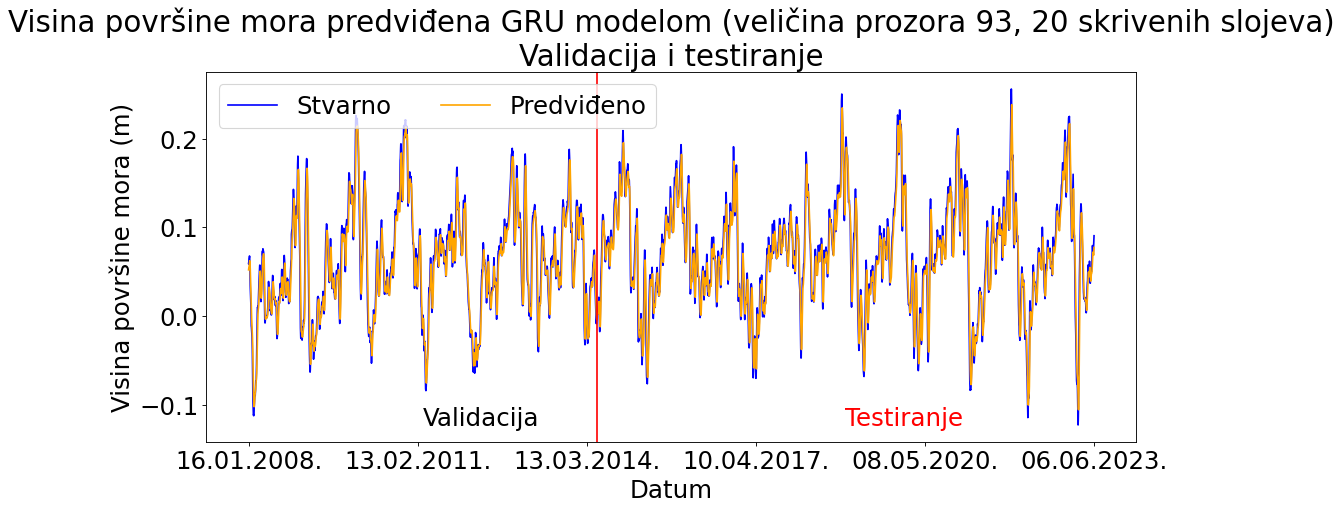 Visina površine mora predviđena GRU modelom (veličina prozora 93, 20 skrivenih slojeva)
Validacija i testiranje
Stvarno
Predviđeno
Visina površine mora (m)
0.2
0.1
0.0
−0.1
Validacija
Testiranje
16.01.2008.
13.02.2011.
13.03.2014.
10.04.2017.
08.05.2020.
06.06.2023.
Datum